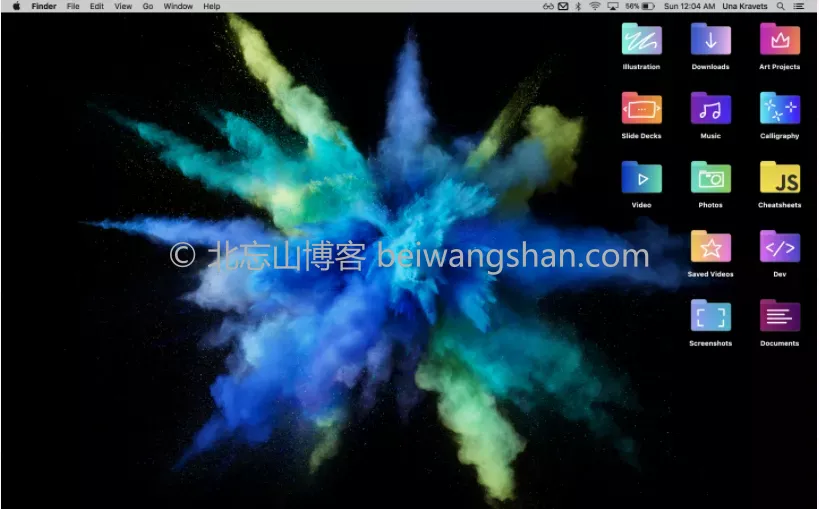 Finder File Edit View Go Window Help 56% Sun 12:04 AM Una Kravets
Illustration Downloads Art Projects
Slide Decks Music Calligraphy
JS
Video Photos Cheatsheets
© 北忘山博客 beiwangshan.com
</>
Saved Videos Dev
Screenshots Documents